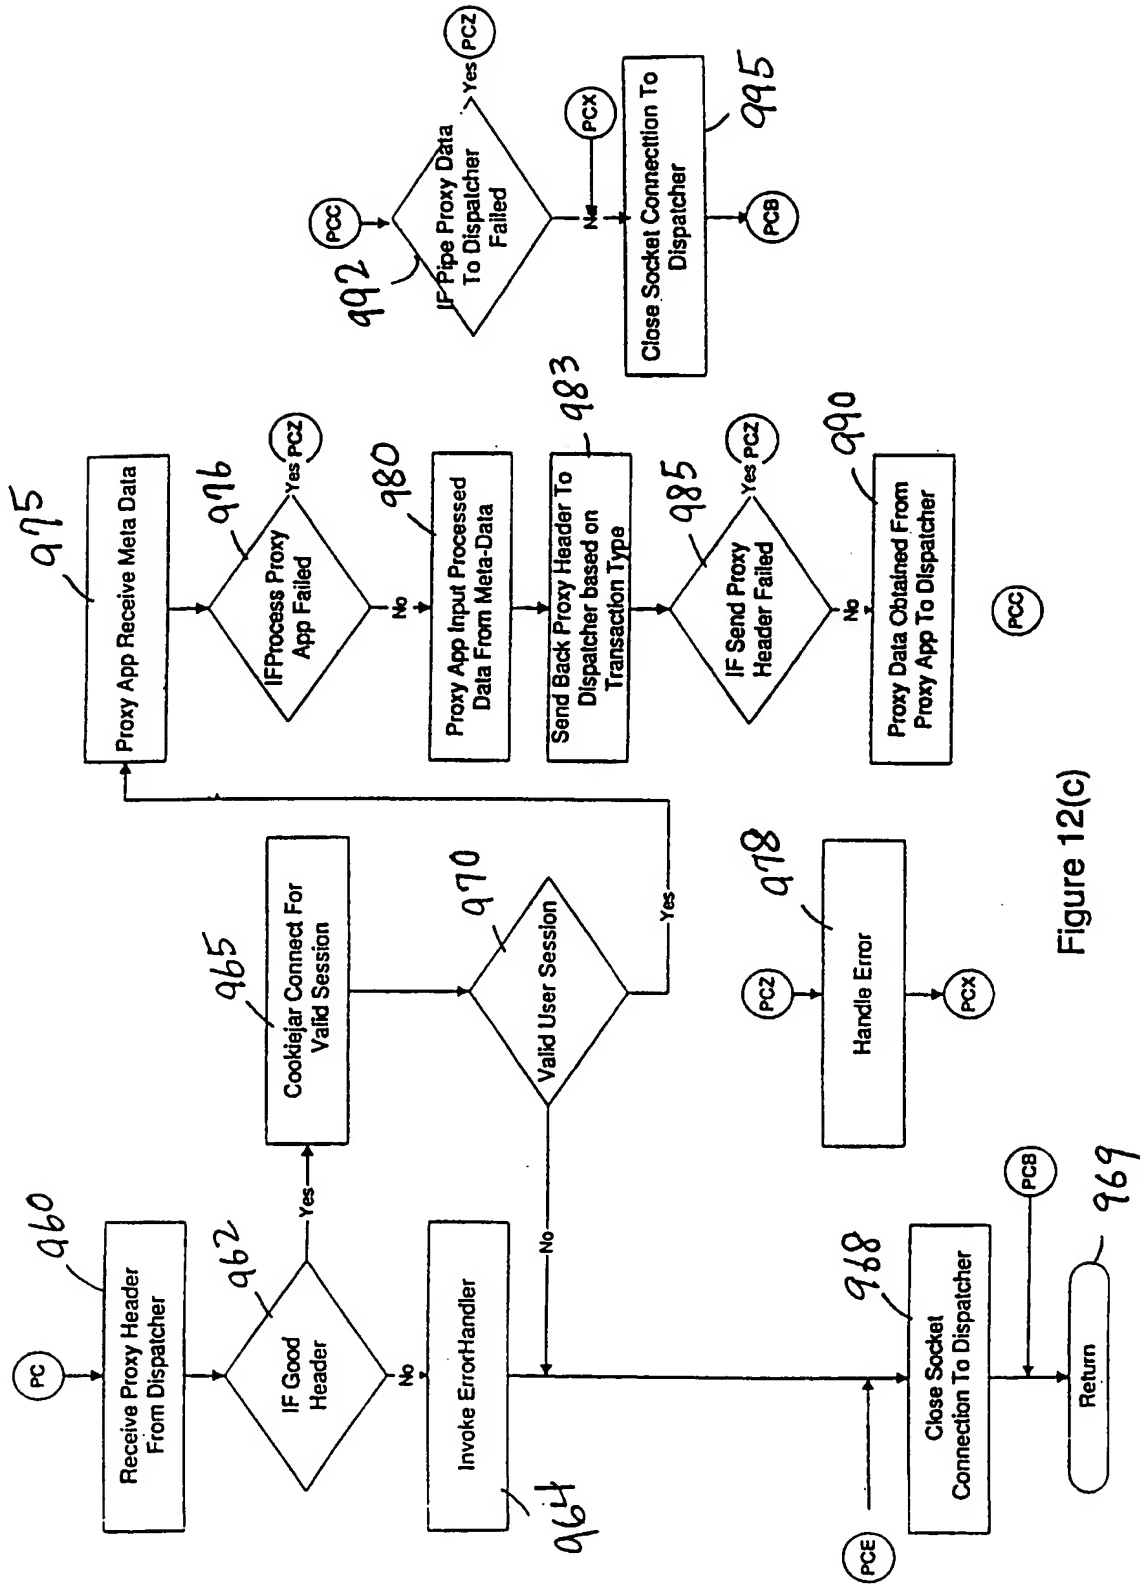 PC
960
Receive Proxy Header
From Dispatcher
962
IF Good
Header
Yes
No
Invoke ErrorHandler
964
965
Cookiejar Connect For
Valid Session
970
Valid User Session
No
Yes
PCE
968
Close Socket
Connection To Dispatcher
PCB
Return
969
975
Proxy App Receive Meta Data
976
IFProcess Proxy
App Failed
Yes
PCZ
No
980
Proxy App Input Processed
Data From Meta-Data
983
Send Back Proxy Header To
Dispatcher based on
Transaction Type
985
IF Send Proxy
Header Failed
Yes
PCZ
No
990
Proxy Data Obtained From
Proxy App To Dispatcher
PCC
PCZ
978
Handle Error
PCX
PCC
992
IF Pipe Proxy Data
To Dispatcher
Failed
Yes
PCZ
No
PCX
Close Socket Connecttion To
Dispatcher
995
PCB
Figure 12(c)